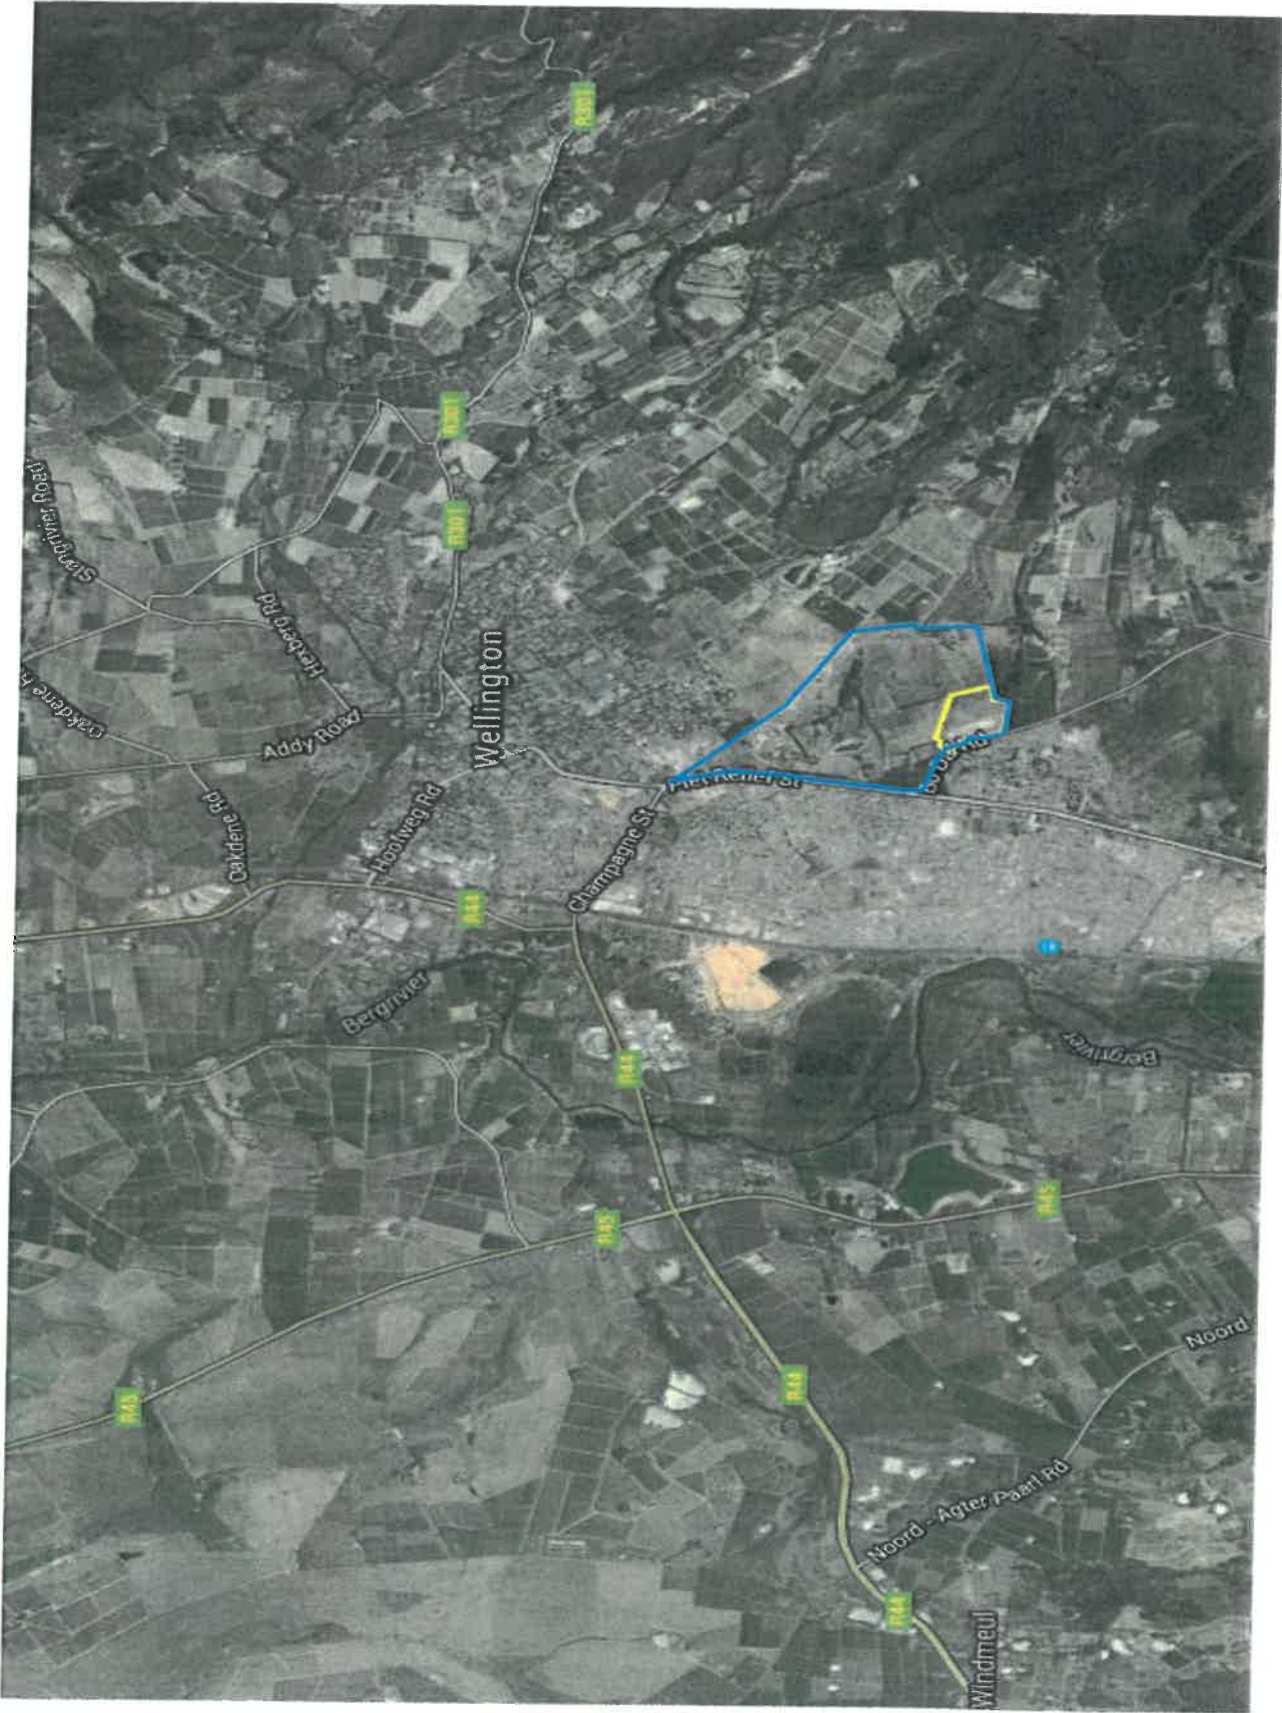 R301
R301
R301
Slangrivier Road
Hexberg Rd
Oakdene R
Addy Road
Wellington
Oakdene Rd
Hoofweg Rd
Piet Retief St
Champagne St
R44
Bergrivier
R44
Bergrivier
R45
R45
R45
R44
Noord
Noord - Agter Paarl Rd
R44
Windmeul